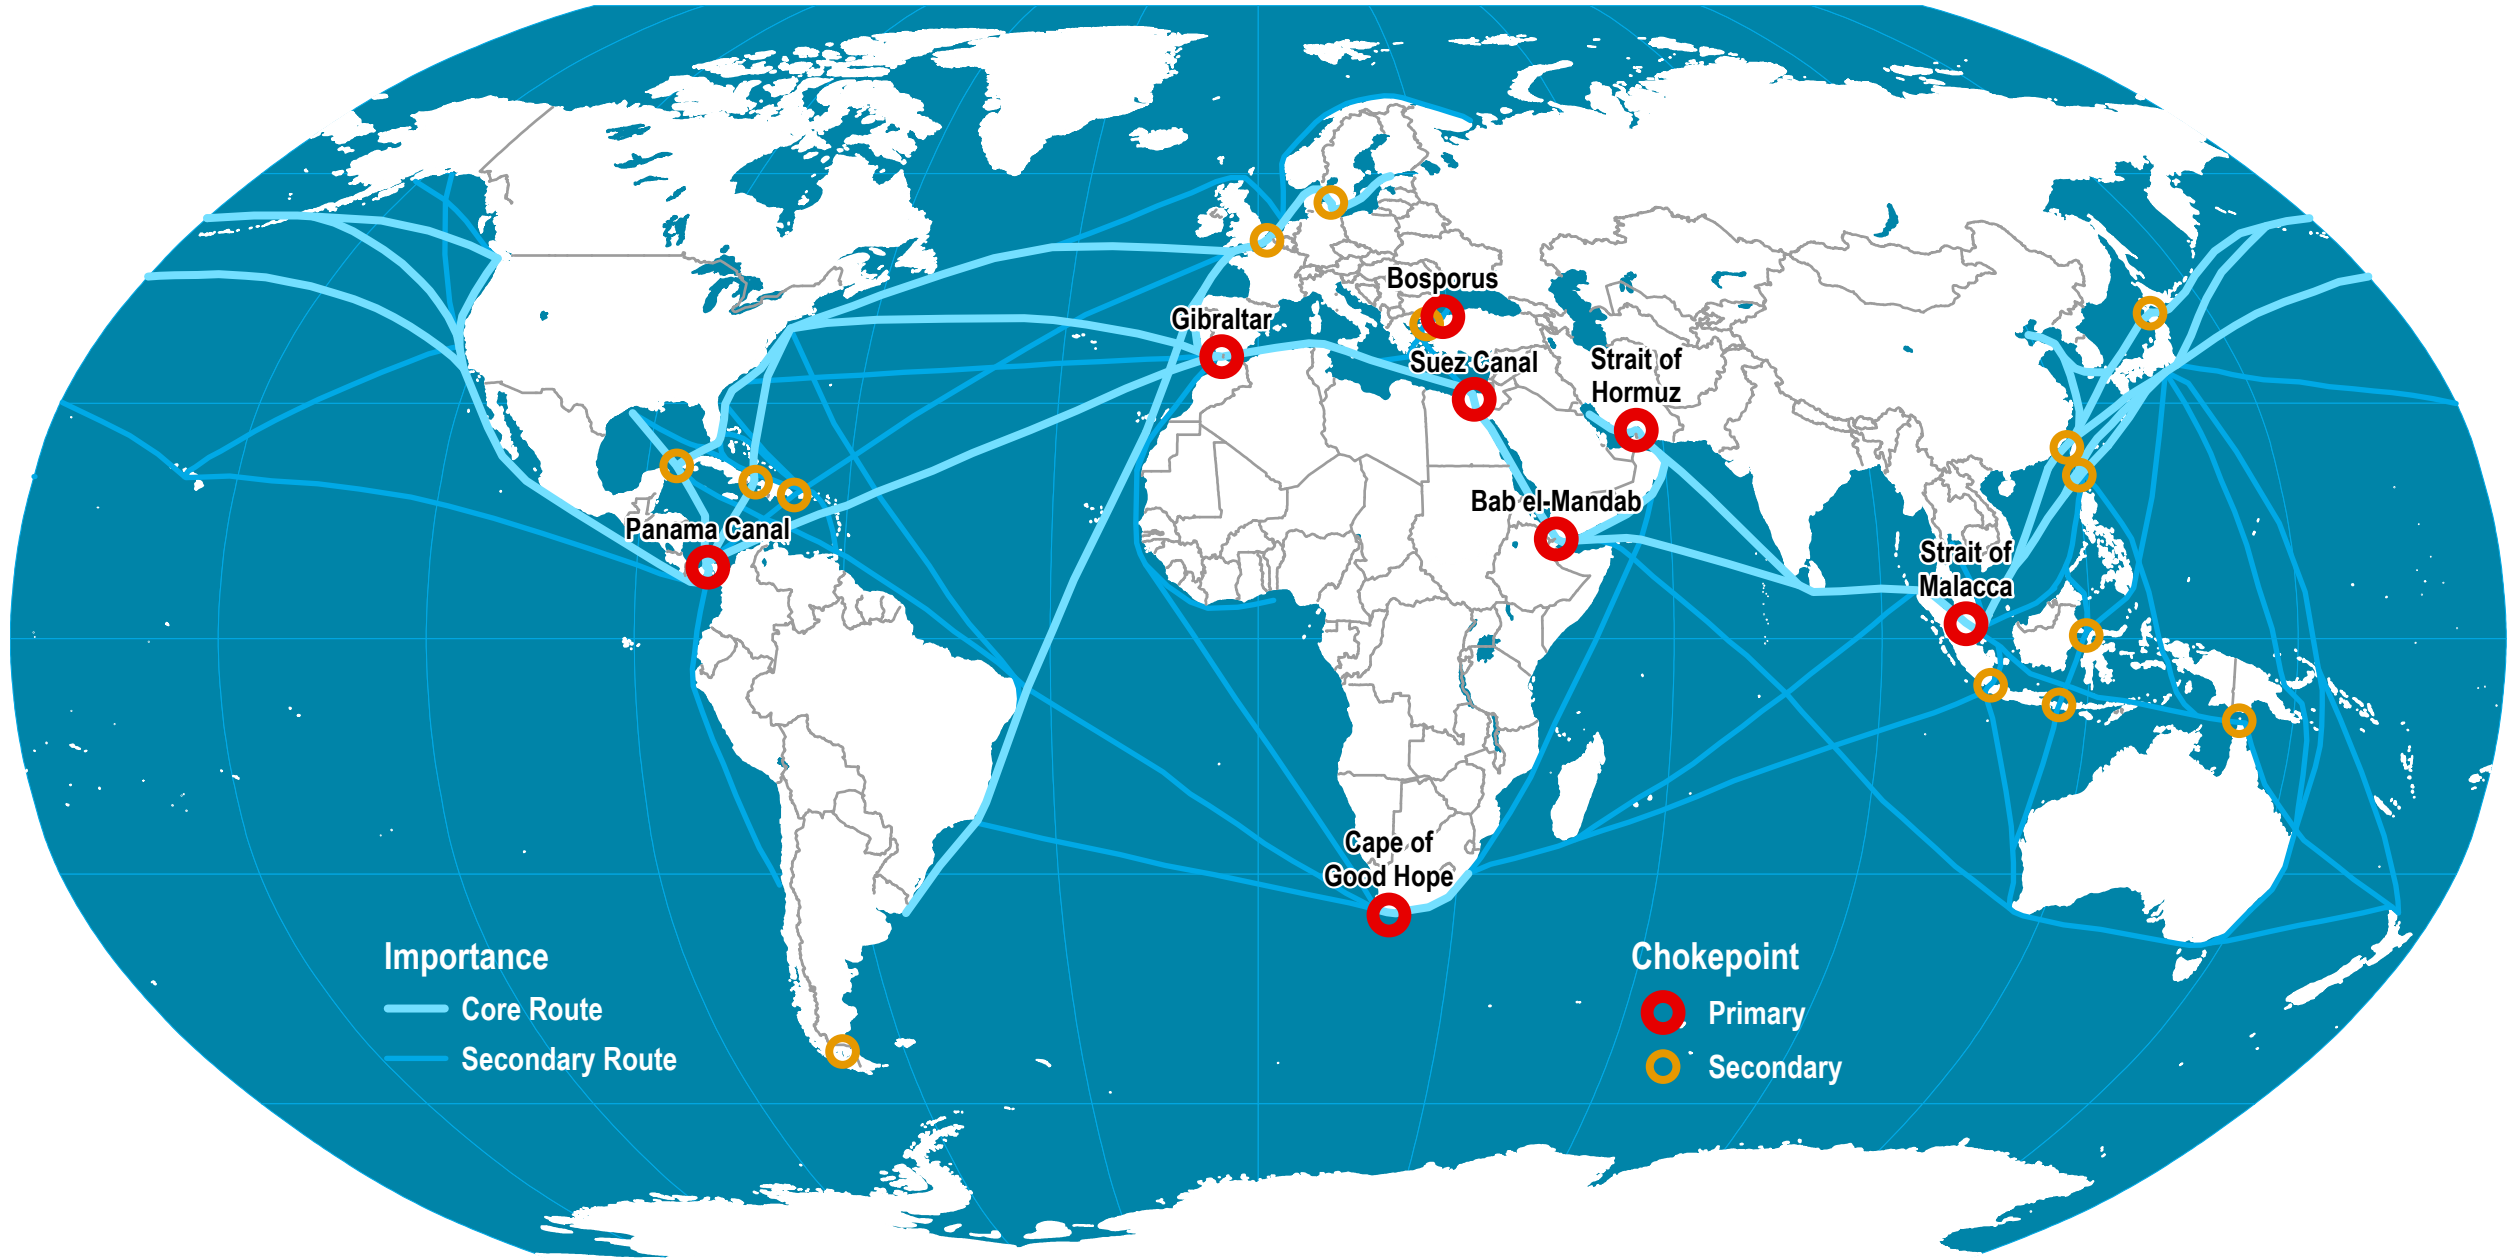 Bosporus
Gibraltar
Suez Canal
Strait of
Hormuz
Bab el-Mandab
Panama Canal
Strait of
Malacca
Cape of
Good Hope
Importance
Core Route
Secondary Route
Chokepoint
Primary
Secondary